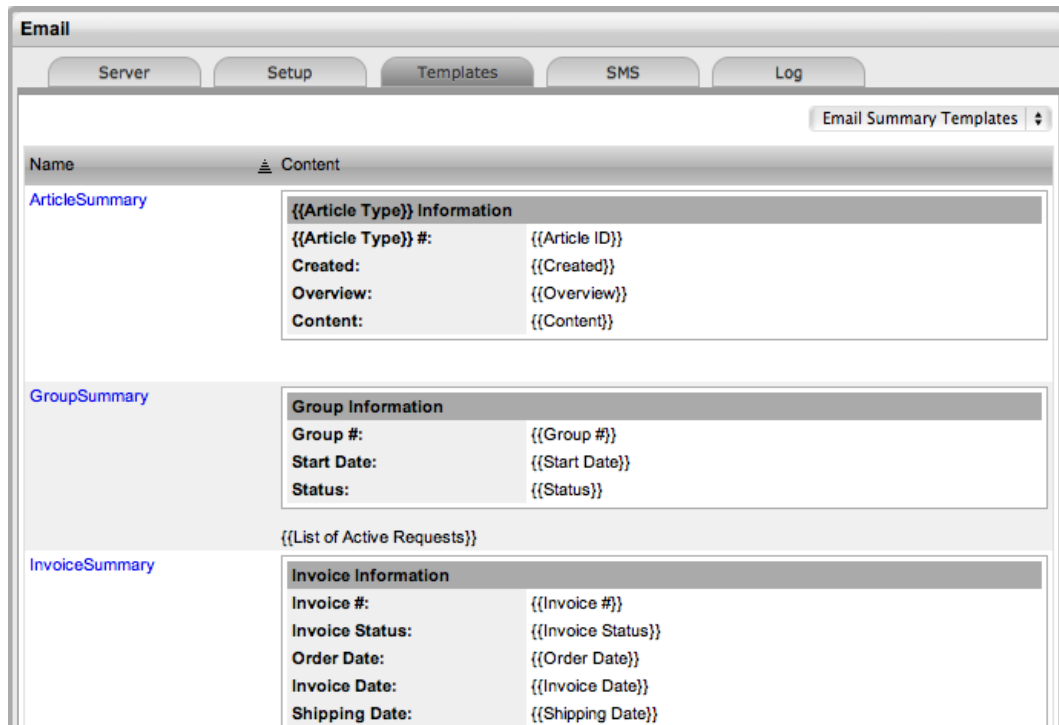 Email
Server Setup Templates SMS Log
Email Summary Templates
Name Content
ArticleSummary
{{Article Type}} Information
{{Article Type}} #: {{Article ID}}
Created: {{Created}}
Overview: {{Overview}}
Content: {{Content}}
GroupSummary
Group Information
Group #: {{Group #}}
Start Date: {{Start Date}}
Status: {{Status}}
{{List of Active Requests}}
InvoiceSummary
Invoice Information
Invoice #: {{Invoice #}}
Invoice Status: {{Invoice Status}}
Order Date: {{Order Date}}
Invoice Date: {{Invoice Date}}
Shipping Date: {{Shipping Date}}